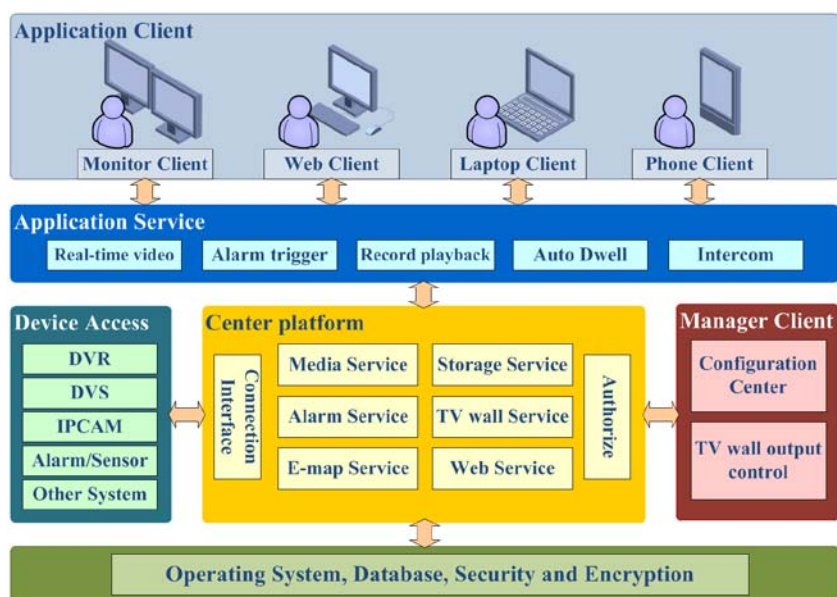 Application Client
Monitor Client
Web Client
Laptop Client
Phone Client
Application Service
Real-time video
Alarm trigger
Record playback
Auto Dwell
Intercom
Device Access
DVR
DVS
IPCAM
Alarm/Sensor
Other System
Center platform
Connection
Interface
Media Service
Alarm Service
E-map Service
Storage Service
TV wall Service
Web Service
Authorize
Manager Client
Configuration
Center
TV wall output
control
Operating System, Database, Security and Encryption